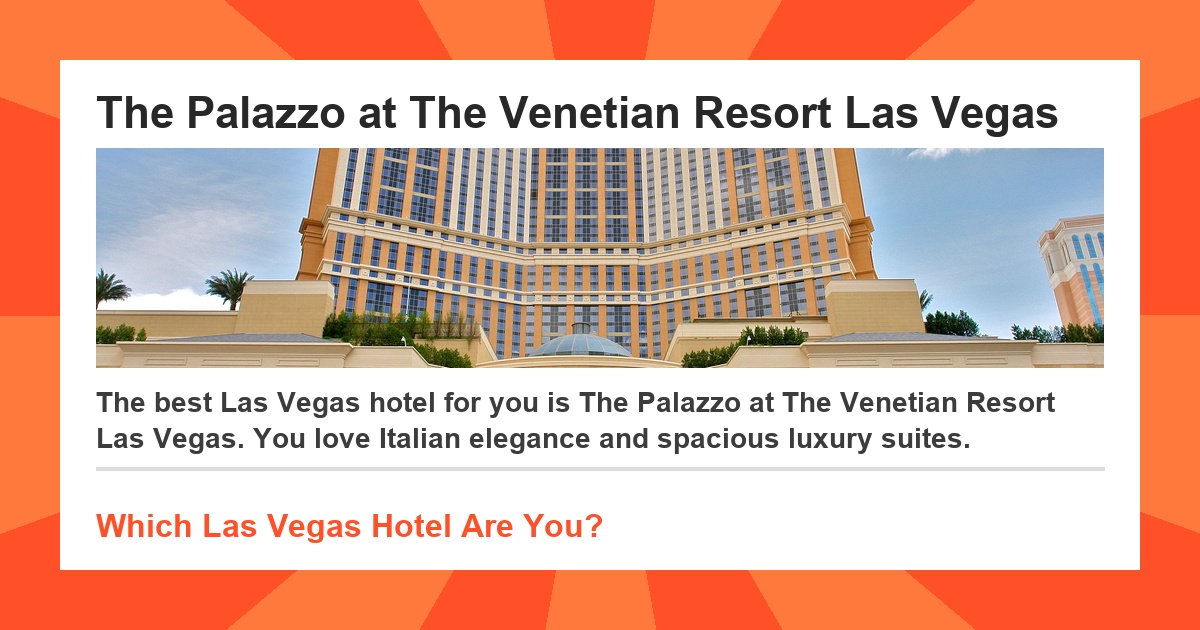 The Palazzo at The Venetian Resort Las Vegas
The best Las Vegas hotel for you is The Palazzo at The Venetian Resort
Las Vegas. You love Italian elegance and spacious luxury suites.
Which Las Vegas Hotel Are You?